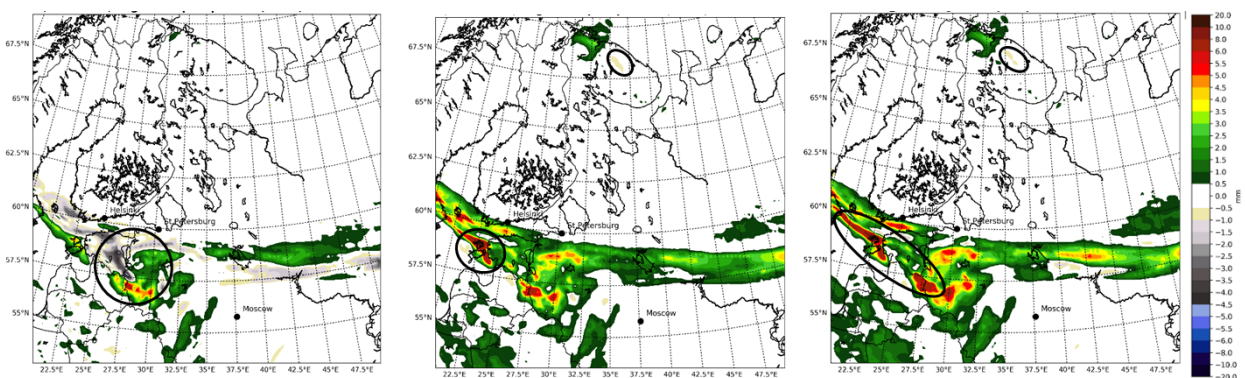 67.5°N
65°N
62.5°N
60°N
57.5°N
55°N
Helsinki
St Petersburg
Moscow
22.5°E 25°E 27.5°E 30°E 32.5°E 35°E 37.5°E 40°E 42.5°E 45°E 47.5°E
67.5°N
65°N
62.5°N
60°N
57.5°N
55°N
Helsinki
St Petersburg
Moscow
22.5°E 25°E 27.5°E 30°E 32.5°E 35°E 37.5°E 40°E 42.5°E 45°E 47.5°E
67.5°N
65°N
62.5°N
60°N
57.5°N
55°N
Helsinki
St Petersburg
Moscow
22.5°E 25°E 27.5°E 30°E 32.5°E 35°E 37.5°E 40°E 42.5°E 45°E 47.5°E
20.0
10.0
8.0
6.0
5.5
5.0
4.5
4.0
3.5
3.0
2.5
2.0
1.5
1.0
0.5
−0.5
−1.0
−1.5
−2.0
−2.5
−3.0
−3.5
−4.0
−4.5
−5.0
−5.5
−6.0
−8.0
−10.0
−20.0
mm